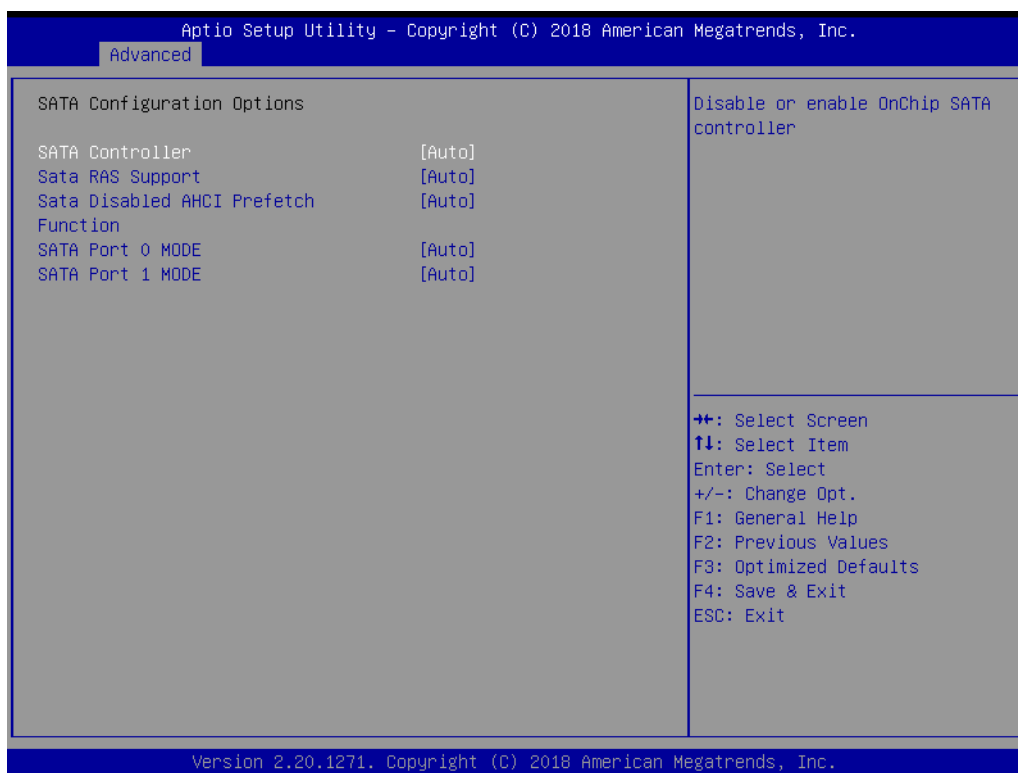 Aptio Setup Utility – Copyright (C) 2018 American Megatrends, Inc.
Advanced
SATA Configuration Options
SATA Controller [Auto]
Sata RAS Support [Auto]
Sata Disabled AHCI Prefetch [Auto]
Function
SATA Port 0 MODE [Auto]
SATA Port 1 MODE [Auto]
Disable or enable OnChip SATA
controller
→←: Select Screen
↑↓: Select Item
Enter: Select
+/-: Change Opt.
F1: General Help
F2: Previous Values
F3: Optimized Defaults
F4: Save & Exit
ESC: Exit
Version 2.20.1271. Copyright (C) 2018 American Megatrends, Inc.